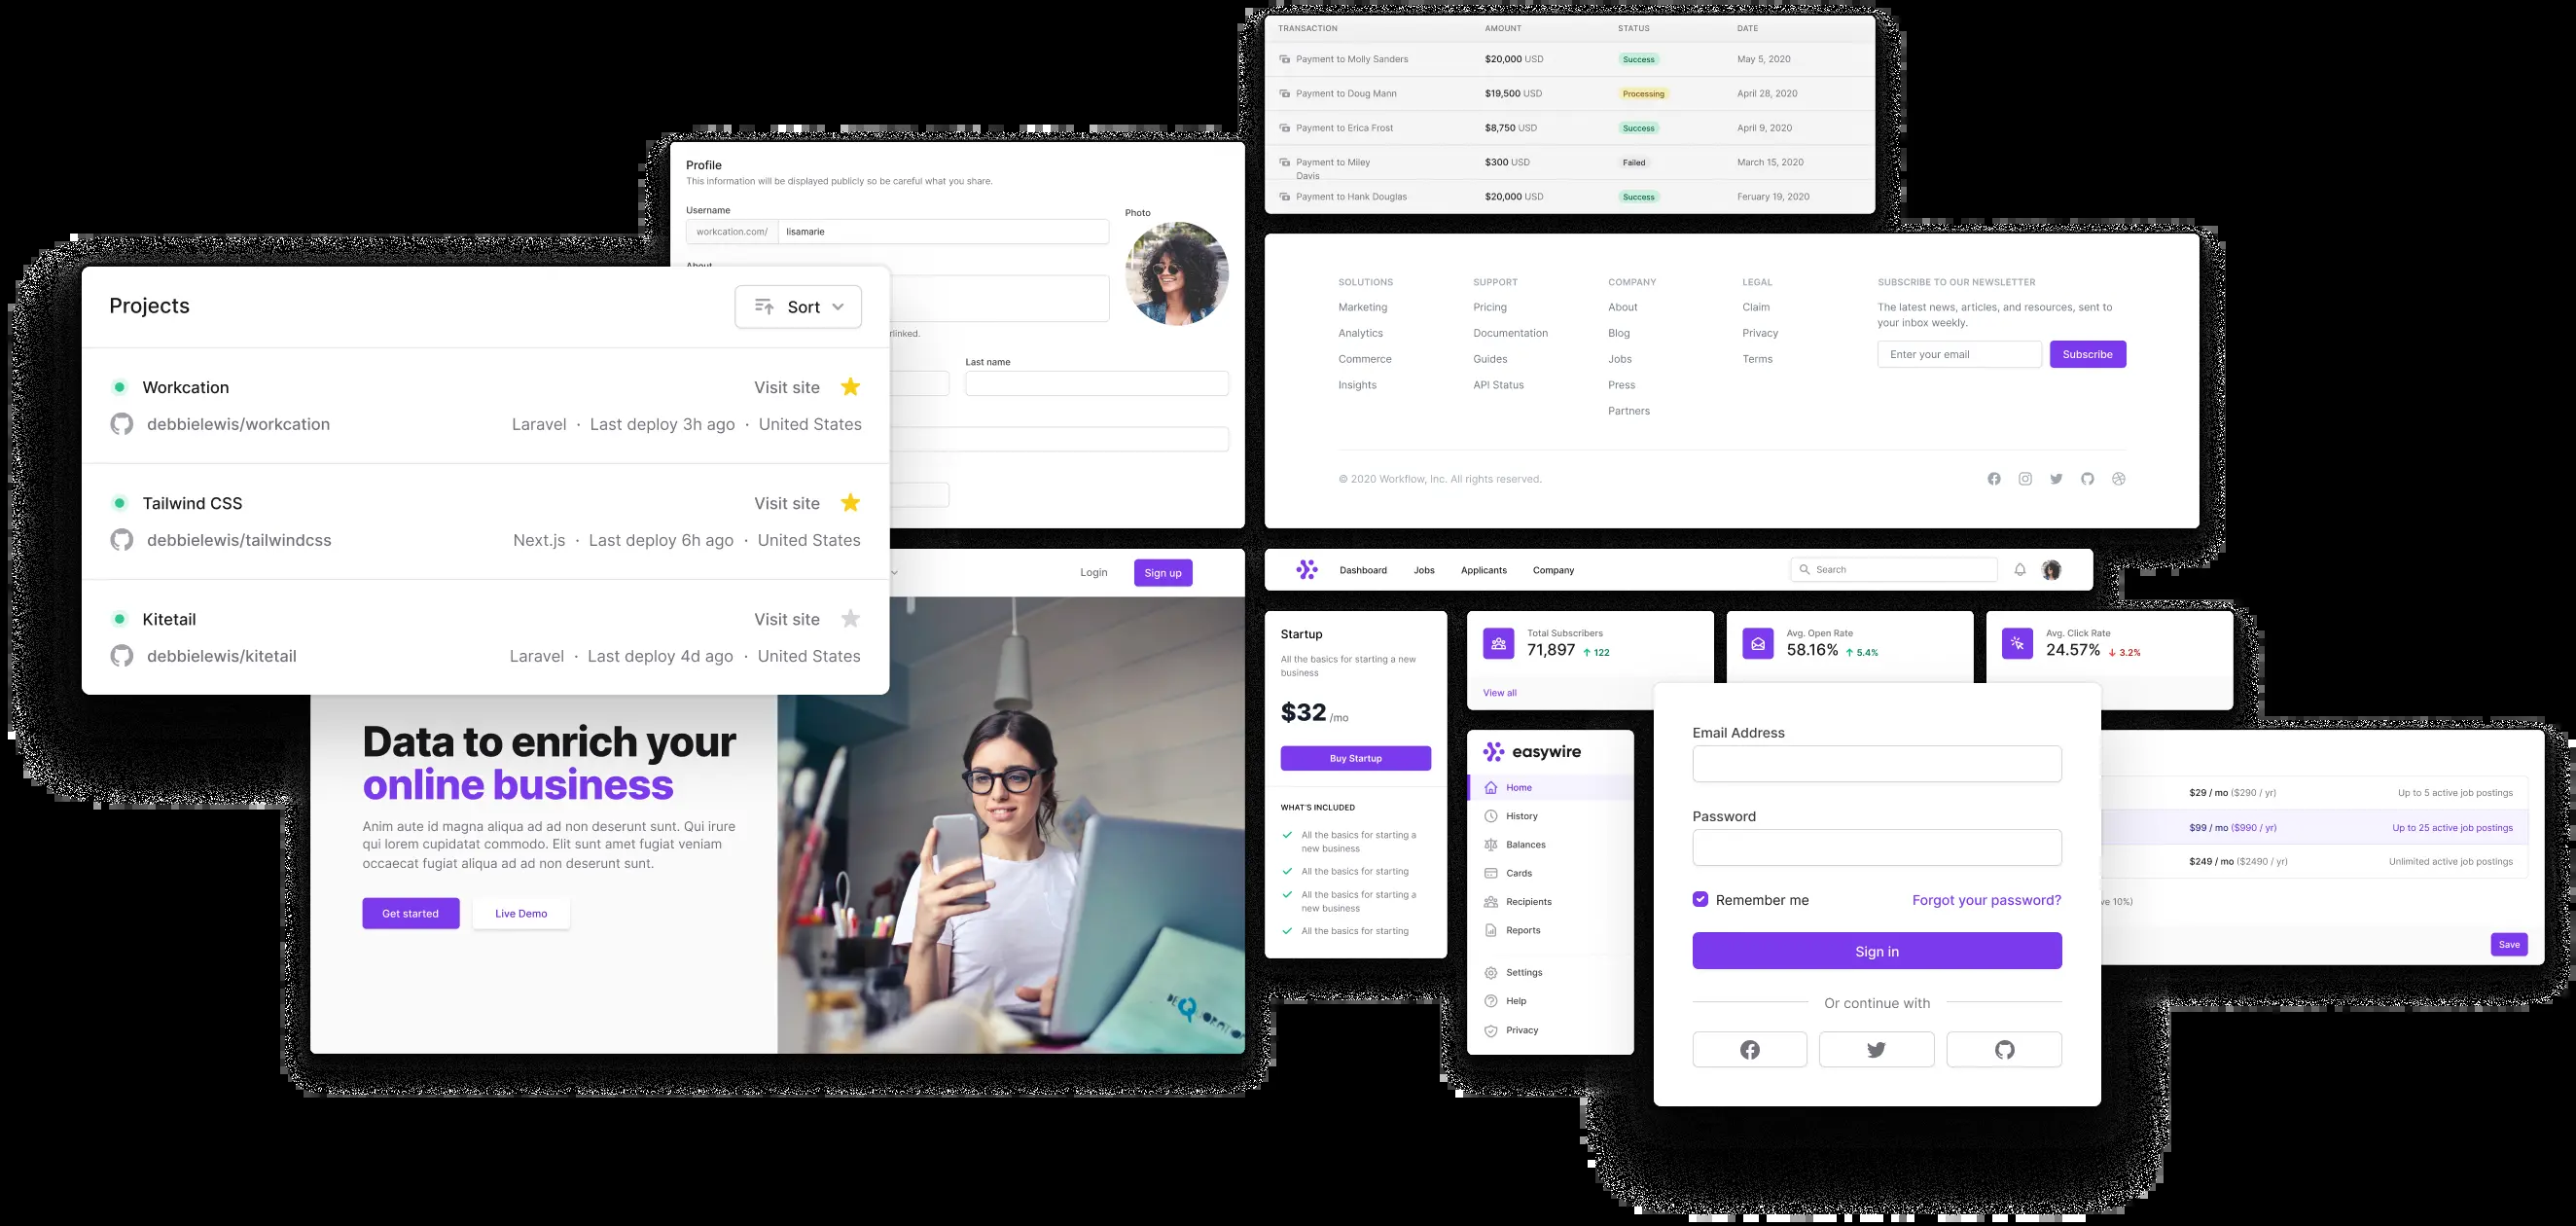 TRANSACTION AMOUNT STATUS DATE
Payment to Molly Sanders $20,000 USD Success May 5, 2020
Payment to Doug Mann $19,500 USD Processing April 28, 2020
Payment to Erica Frost $8,750 USD Success April 9, 2020
Payment to Miley $300 USD Failed March 15, 2020
Davis
Payment to Hank Douglas $20,000 USD Success Feruary 19, 2020
Profile
This information will be displayed publicly so be careful what you share.
Username
workcation.com/ lisamarie
Photo
About
rlinked.
Last name
Projects
Sort
Workcation Visit site
debbielewis/workcation Laravel · Last deploy 3h ago · United States
Tailwind CSS Visit site
debbielewis/tailwindcss Next.js · Last deploy 6h ago · United States
Kitetail Visit site
debbielewis/kitetail Laravel · Last deploy 4d ago · United States
SOLUTIONS SUPPORT COMPANY LEGAL SUBSCRIBE TO OUR NEWSLETTER
Marketing Pricing About Claim The latest news, articles, and resources, sent to
your inbox weekly.
Analytics Documentation Blog Privacy
Commerce Guides Jobs Terms Enter your email Subscribe
Insights API Status Press
Partners
© 2020 Workflow, Inc. All rights reserved.
Login Sign up
Data to enrich your
online business
Anim aute id magna aliqua ad ad non deserunt sunt. Qui irure
qui lorem cupidatat commodo. Elit sunt amet fugiat veniam
occaecat fugiat aliqua ad ad non deserunt sunt.
Get started Live Demo
Dashboard Jobs Applicants Company Search
Startup
All the basics for starting a new
business
$32 /mo
Buy Startup
WHAT'S INCLUDED
All the basics for starting a
new business
All the basics for starting
All the basics for starting a
new business
All the basics for starting
Total Subscribers
71,897 122
View all
Avg. Open Rate
58.16% 5.4%
Avg. Click Rate
24.57% 3.2%
easywire
Home
History
Balances
Cards
Recipients
Reports
Settings
Help
Privacy
Email Address
Password
Remember me Forgot your password?
Sign in
Or continue with
$29 / mo ($290 / yr) Up to 5 active job postings
$99 / mo ($990 / yr) Up to 25 active job postings
$249 / mo ($2490 / yr) Unlimited active job postings
ve 10%)
Save